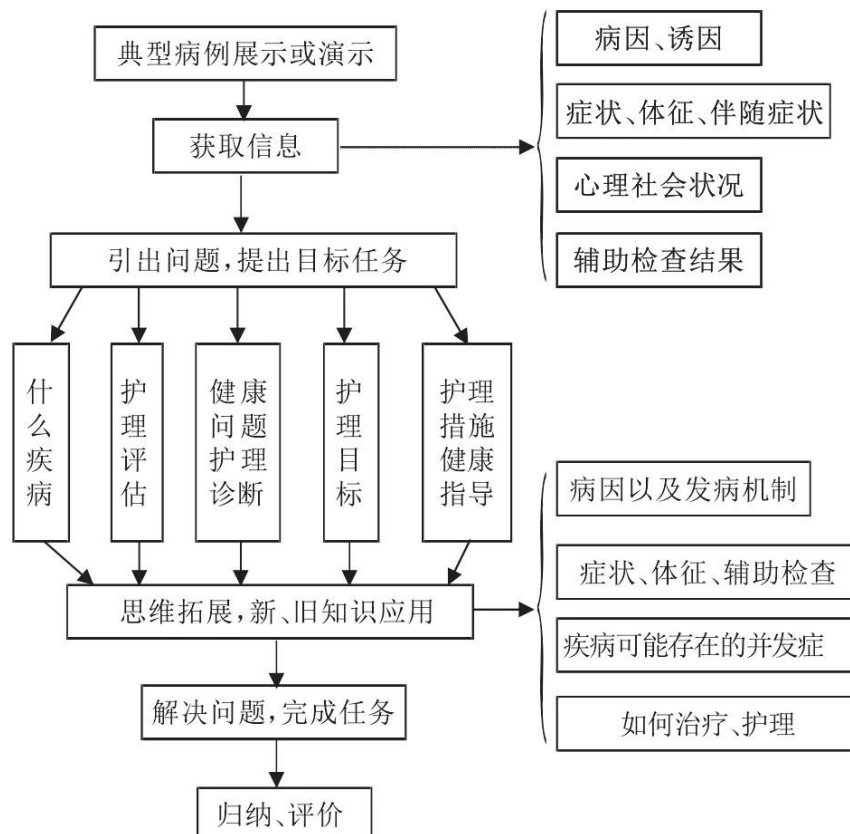 典型病例展示或演示
获取信息
病因、诱因
症状、体征、伴随症状
心理社会状况
辅助检查结果
引出问题,提出目标任务
什么疾病
护理评估
健康
问题
护理
诊断
护理目标
护理
措施
健康
指导
思维拓展,新、旧知识应用
病因以及发病机制
症状、体征、辅助检查
疾病可能存在的并发症
如何治疗、护理
解决问题,完成任务
归纳、评价